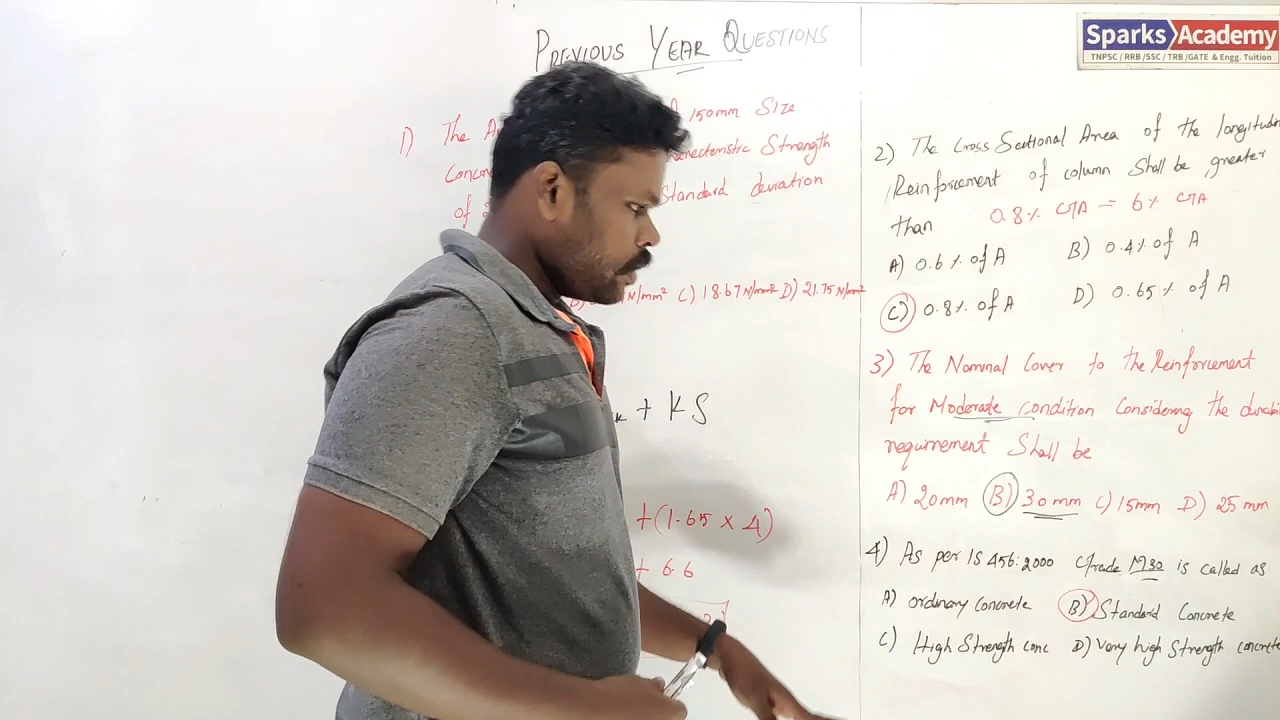 PREVIOUS YEAR QUESTIONS
1) The 150mm Size
Strength
of Standard deviation
C) 18.67 N/mm² D) 21.75 N/mm²
+ KS
+ (1.65 x 4)
+ 6.6
Sparks Academy
TNPSC / RRB / SSC / TRB / GATE & Engg. Tuition
2) The Cross Sectional Area of the longitudin
Reinforcement of column Shall be greater
than 0.8% GA - 6% GA
A) 0.6% of A B) 0.4% of A
C) 0.8% of A D) 0.65% of A
3) The Nominal Cover to the Reinforcement
for Moderate condition Considering the durabi
requirement Shall be
A) 20mm B) 30mm C) 15mm D) 25mm
4) As per IS 456:2000 Grade M30 is called as
A) ordinary Concrete B) Standard Concrete
C) High Strength conc D) Very high Strength concrete